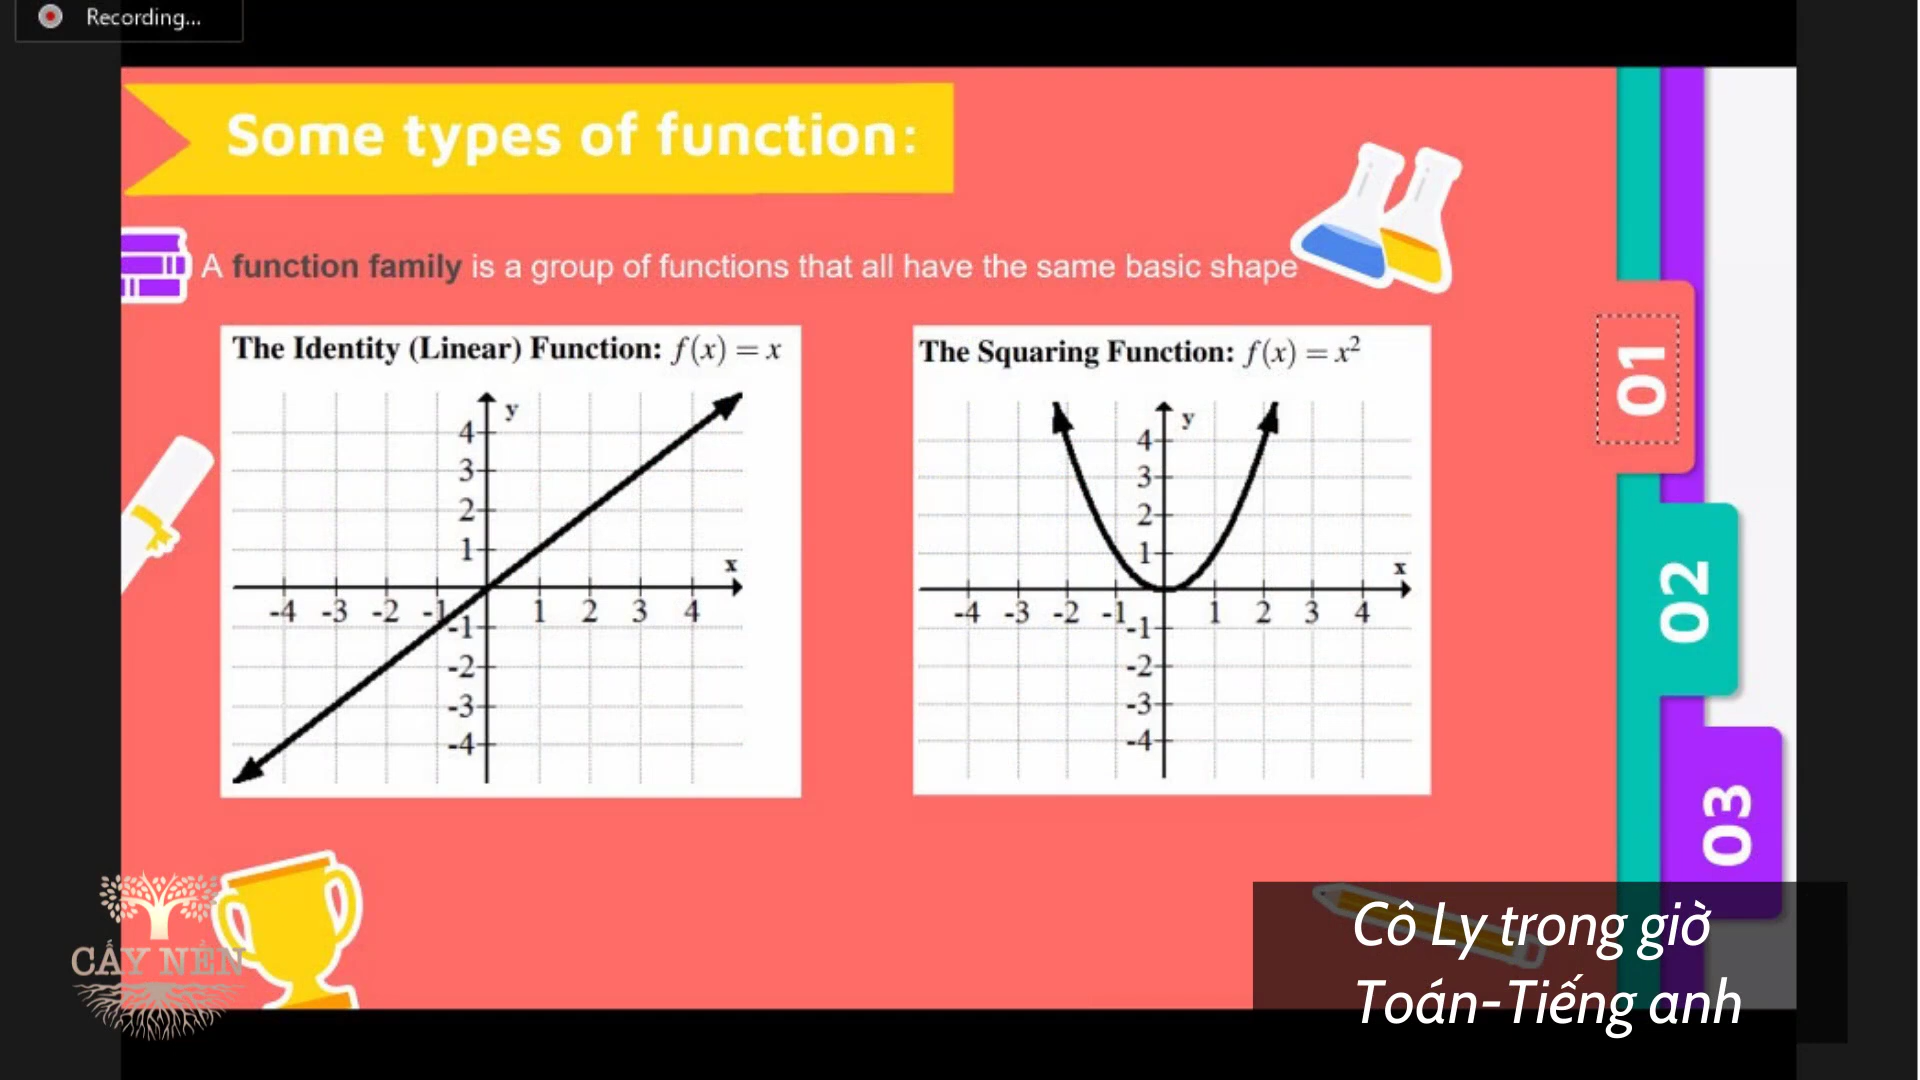 Recording...
Some types of function:
A function family is a group of functions that all have the same basic shape
The Identity (Linear) Function: f(x) = x
y
4
3
2
1
x
-4 -3 -2 -1 1 2 3 4
-1
-2
-3
-4
The Squaring Function: f(x) = x²
y
4
3
2
1
x
-4 -3 -2 -1 1 2 3 4
-1
-2
-3
-4
01
02
03
CẤY NỀN
Cô Ly trong giờ
Toán-Tiếng anh